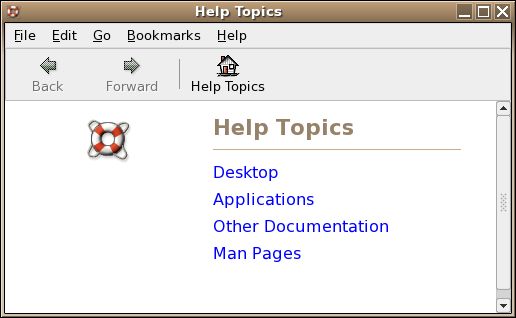 Help Topics
File Edit Go Bookmarks Help
Back Forward Help Topics
Help Topics
Desktop
Applications
Other Documentation
Man Pages